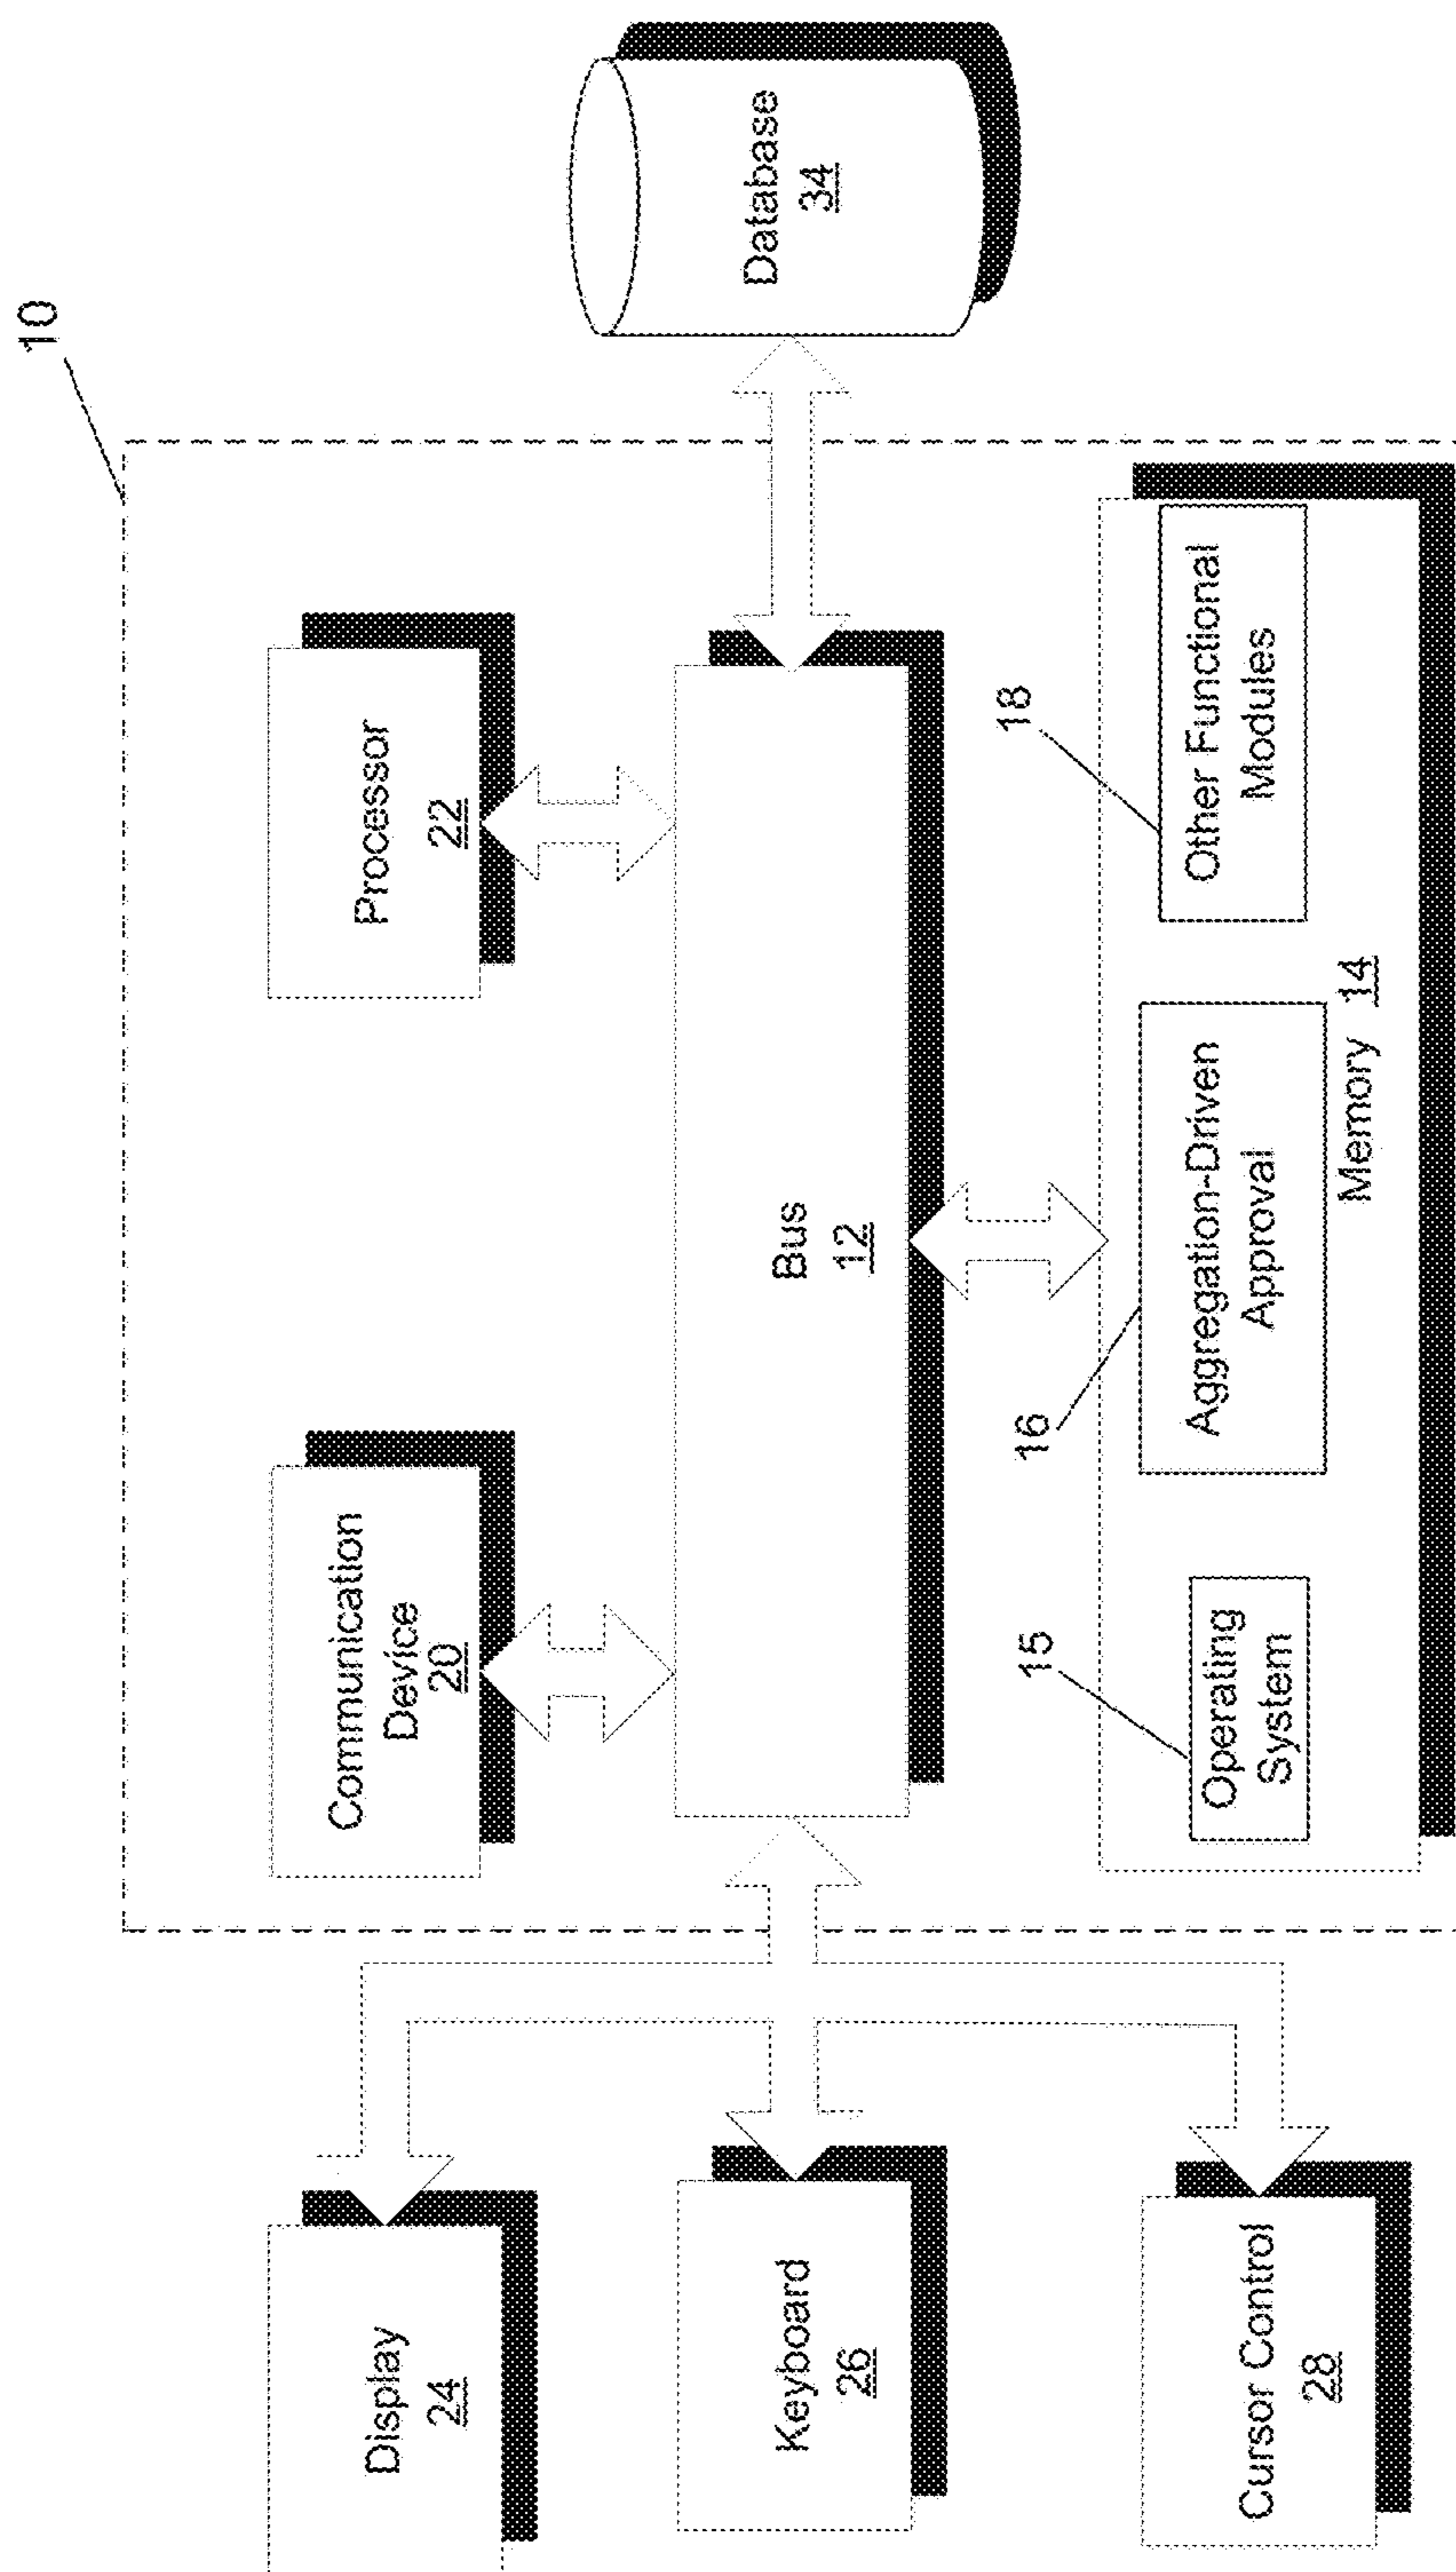 10
Display
24
Communication
Device
20
Processor
22
Keyboard
26
Bus
12
Database
34
Cursor Control
28
15
Operating
System
16
Aggregation-Driven
Approval
18
Other Functional
Modules
Memory 14